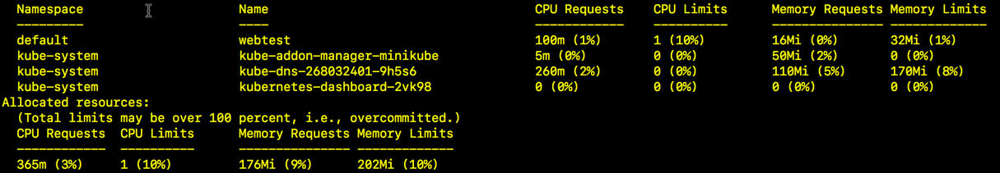 Namespace Name CPU Requests CPU Limits Memory Requests Memory Limits
--------- ---- ------------ ---------- --------------- -------------
default webtest 100m (1%) 1 (10%) 16Mi (0%) 32Mi (1%)
kube-system kube-addon-manager-minikube 5m (0%) 0 (0%) 50Mi (2%) 0 (0%)
kube-system kube-dns-268032401-9h5s6 260m (2%) 0 (0%) 110Mi (5%) 170Mi (8%)
kube-system kubernetes-dashboard-2vk98 0 (0%) 0 (0%) 0 (0%) 0 (0%)
Allocated resources:
(Total limits may be over 100 percent, i.e., overcommitted.)
CPU Requests CPU Limits Memory Requests Memory Limits
------------ ---------- --------------- -------------
365m (3%) 1 (10%) 176Mi (9%) 202Mi (10%)